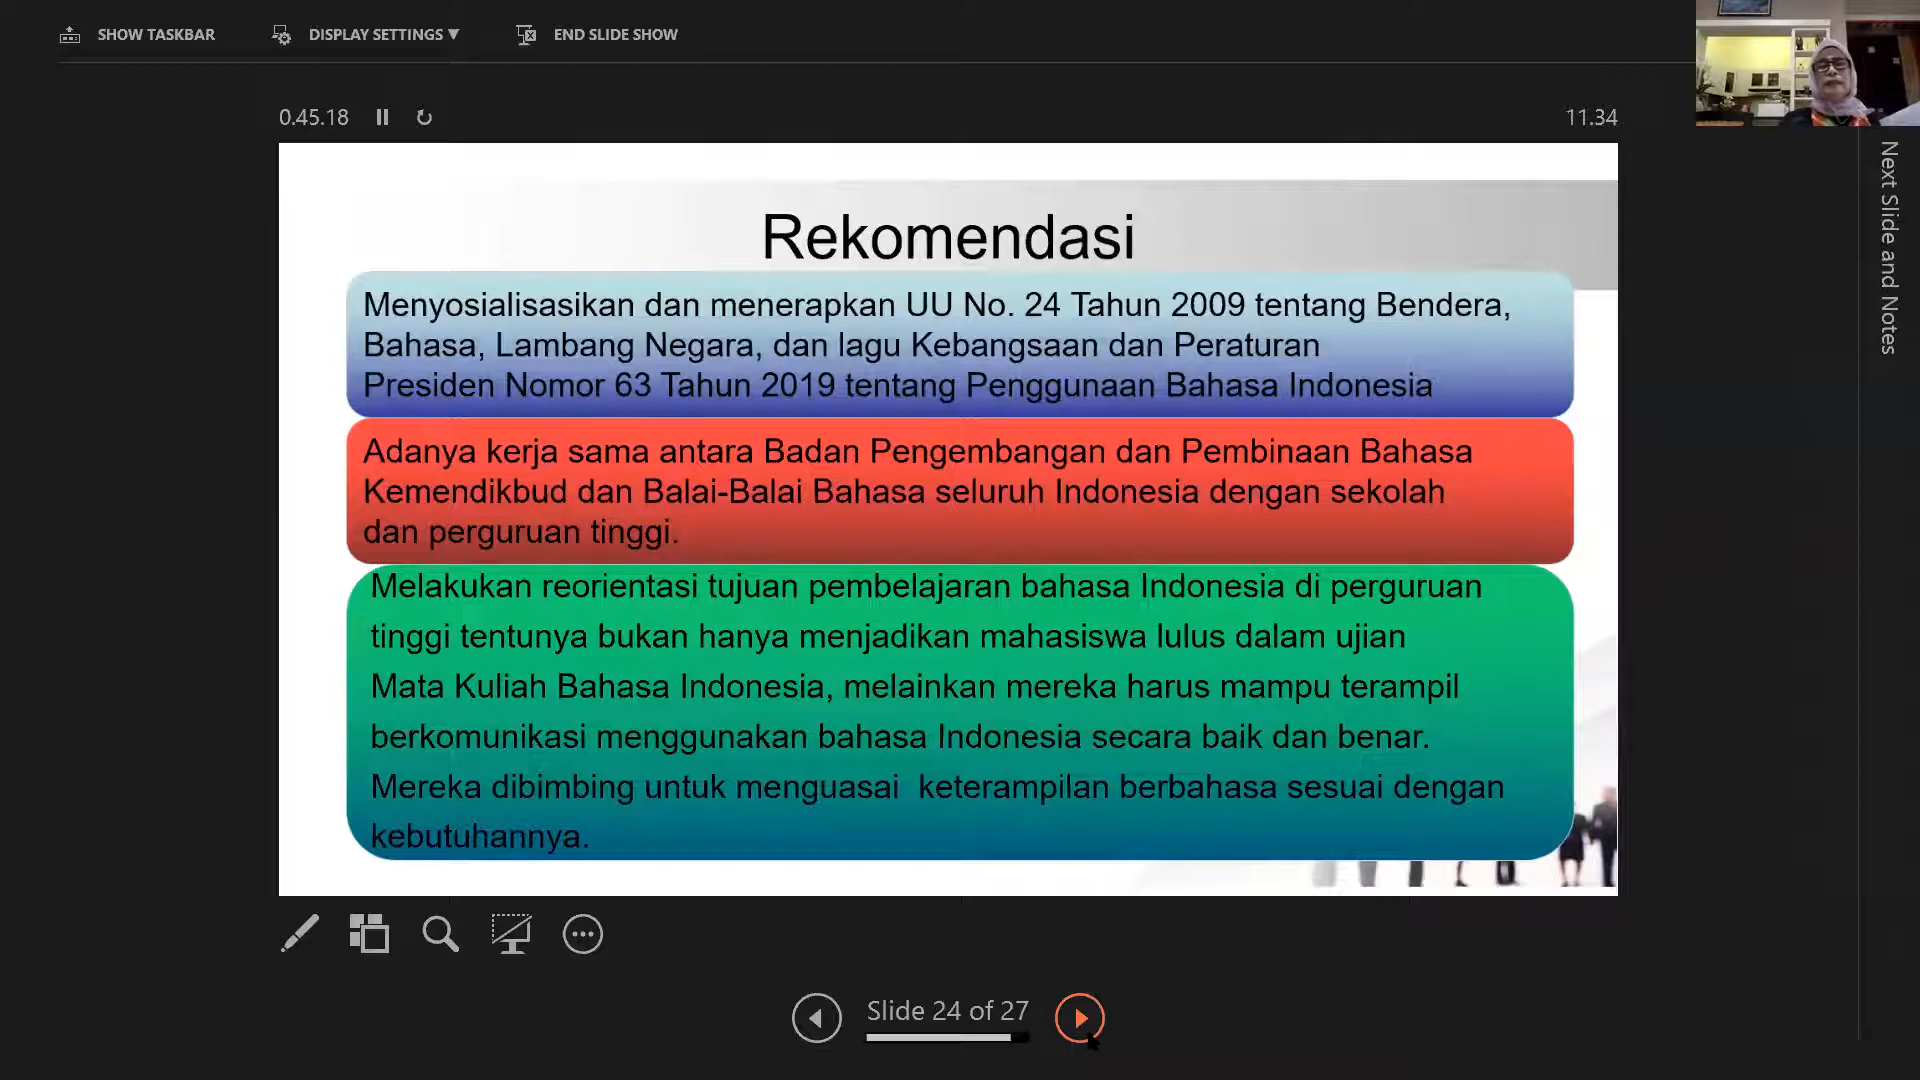 SHOW TASKBAR
DISPLAY SETTINGS ▼
END SLIDE SHOW
0.45.18
11.34
Next Slide and Notes
Rekomendasi
Menyosialisasikan dan menerapkan UU No. 24 Tahun 2009 tentang Bendera,
Bahasa, Lambang Negara, dan lagu Kebangsaan dan Peraturan
Presiden Nomor 63 Tahun 2019 tentang Penggunaan Bahasa Indonesia
Adanya kerja sama antara Badan Pengembangan dan Pembinaan Bahasa
Kemendikbud dan Balai-Balai Bahasa seluruh Indonesia dengan sekolah
dan perguruan tinggi.
Melakukan reorientasi tujuan pembelajaran bahasa Indonesia di perguruan
tinggi tentunya bukan hanya menjadikan mahasiswa lulus dalam ujian
Mata Kuliah Bahasa Indonesia, melainkan mereka harus mampu terampil
berkomunikasi menggunakan bahasa Indonesia secara baik dan benar.
Mereka dibimbing untuk menguasai  keterampilan berbahasa sesuai dengan
kebutuhannya.
Slide 24 of 27